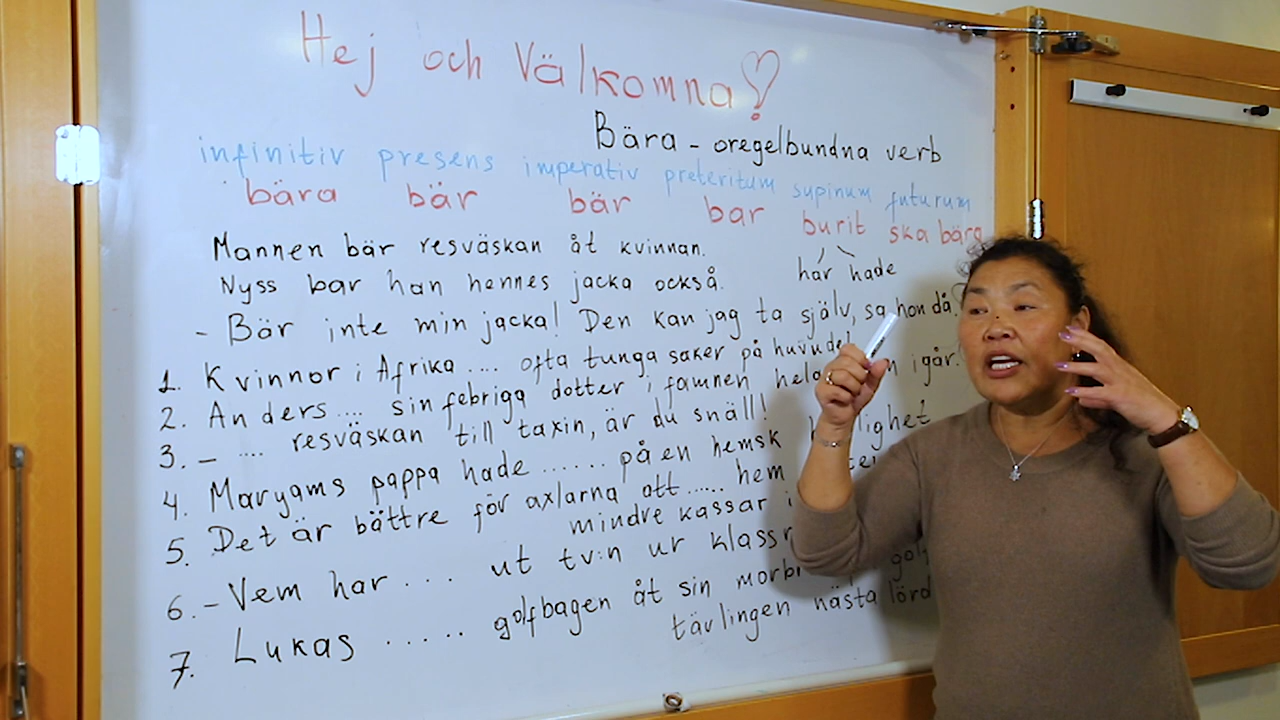 Hej och Välkomna!
Bära - oregelbundna verb
infinitiv presens imperativ preteritum supinum futurum
bära bär bär bar burit ska bära
har hade
Mannen bär resväskan åt kvinnan.
Nyss bar han hennes jacka också.
- Bär inte min jacka! Den kan jag ta själv, sa hon då.
1. Kvinnor i Afrika .... ofta tunga saker på huvudet
2. Anders .... sin febriga dotter i famnen hela igår.
3. - .... resväskan till taxin, är du snäll!
4. Maryams pappa hade ...... på en hemsk
5. Det är bättre för axlarna att ..... hem
mindre kassar
6. - Vem har ... ut tv:n ur
7. Lukas ..... golfbagen åt sin
tävlingen nästa